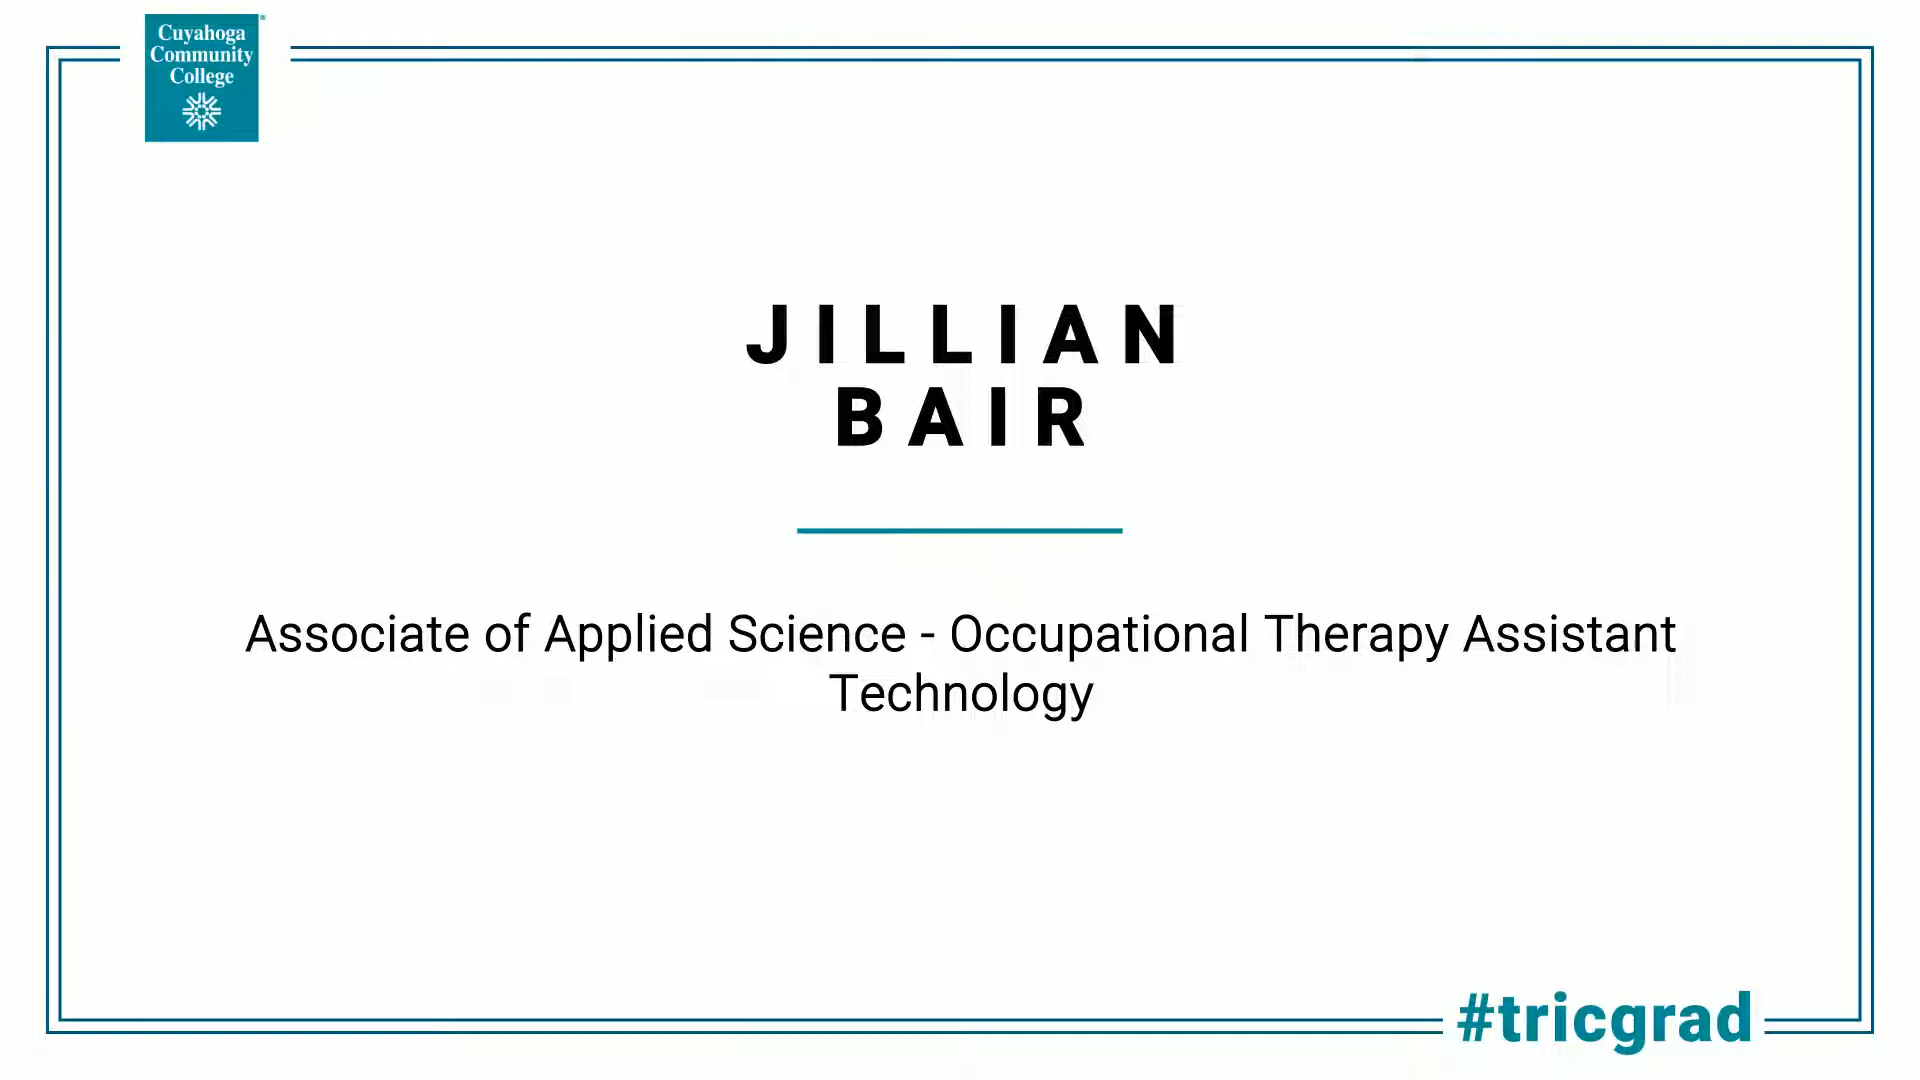 Cuyahoga
Community
College
JILLIAN
BAIR
Associate of Applied Science - Occupational Therapy Assistant
Technology
#tricgrad